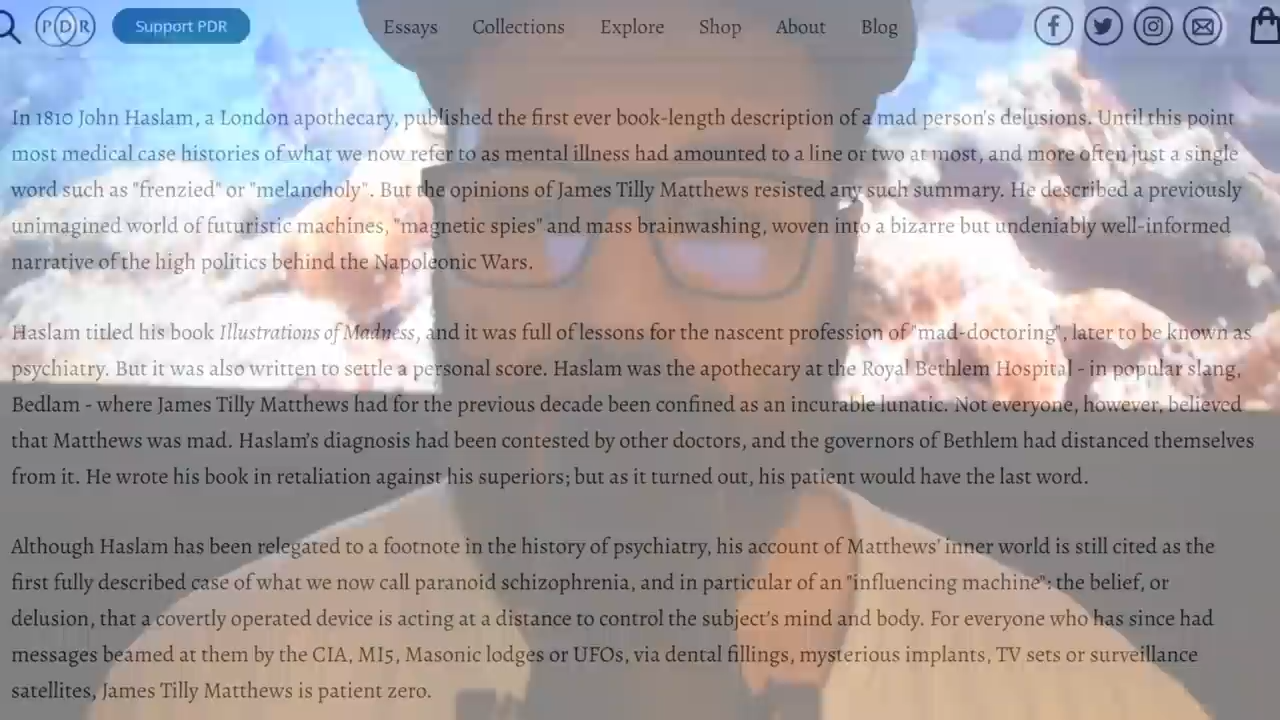 PDR Support PDR Essays Collections Explore Shop About Blog
In 1810 John Haslam, a London apothecary, published the first ever book-length description of a mad person's delusions. Until this point
most medical case histories of what we now refer to as mental illness had amounted to a line or two at most, and more often just a single
word such as "frenzied" or "melancholy". But the opinions of James Tilly Matthews resisted any such summary. He described a previously
unimagined world of futuristic machines, "magnetic spies" and mass brainwashing, woven into a bizarre but undeniably well-informed
narrative of the high politics behind the Napoleonic Wars.
Haslam titled his book Illustrations of Madness, and it was full of lessons for the nascent profession of "mad-doctoring", later to be known as
psychiatry. But it was also written to settle a personal score. Haslam was the apothecary at the Royal Bethlem Hospital - in popular slang,
Bedlam - where James Tilly Matthews had for the previous decade been confined as an incurable lunatic. Not everyone, however, believed
that Matthews was mad. Haslam's diagnosis had been contested by other doctors, and the governors of Bethlem had distanced themselves
from it. He wrote his book in retaliation against his superiors; but as it turned out, his patient would have the last word.
Although Haslam has been relegated to a footnote in the history of psychiatry, his account of Matthews' inner world is still cited as the
first fully described case of what we now call paranoid schizophrenia, and in particular of an "influencing machine": the belief, or
delusion, that a covertly operated device is acting at a distance to control the subject's mind and body. For everyone who has since had
messages beamed at them by the CIA, MI5, Masonic lodges or UFOs, via dental fillings, mysterious implants, TV sets or surveillance
satellites, James Tilly Matthews is patient zero.